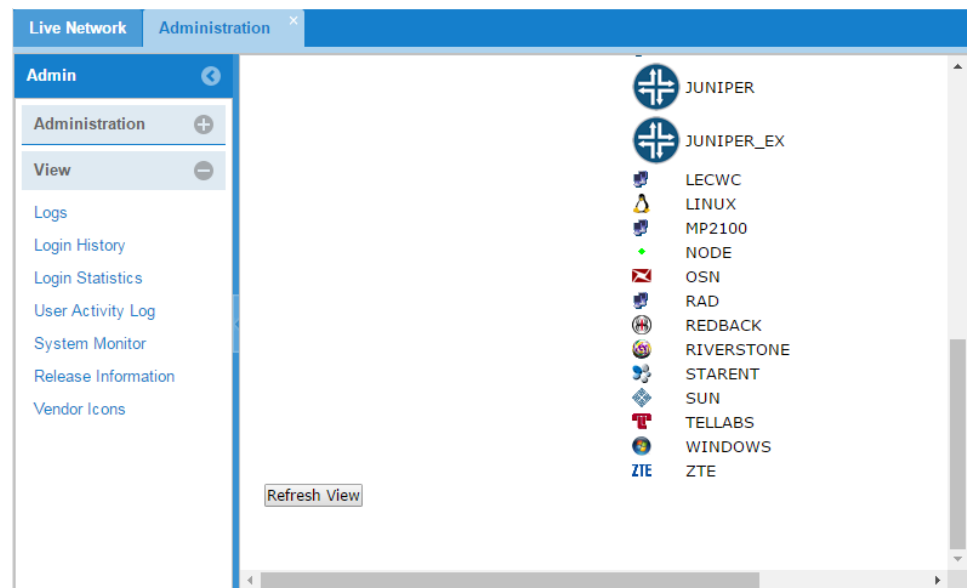 Live Network
Administration
Admin
Administration
View
Logs
Login History
Login Statistics
User Activity Log
System Monitor
Release Information
Vendor Icons
JUNIPER
JUNIPER_EX
LECWC
LINUX
MP2100
NODE
OSN
RAD
REDBACK
RIVERSTONE
STARENT
SUN
TELLABS
WINDOWS
ZTE ZTE
Refresh View